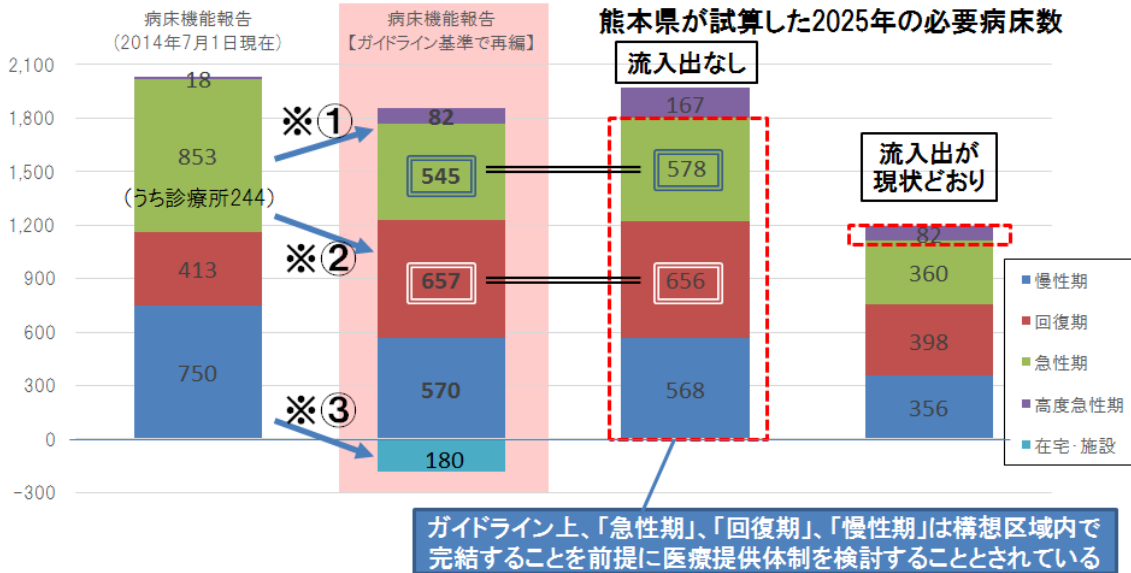 病床機能報告
(2014年7月1日現在)
病床機能報告
【ガイドライン基準で再編】
熊本県が試算した2025年の必要病床数
流入出なし
流入出が
現状どおり
2,100
1,800
1,500
1,200
900
600
300
0
-300
18
853
(うち診療所244)
413
750
※①
※②
※③
82
545
657
570
180
167
578
656
568
82
360
398
356
慢性期
回復期
急性期
高度急性期
在宅・施設
ガイドライン上、「急性期」、「回復期」、「慢性期」は構想区域内で
完結することを前提に医療提供体制を検討することとされている